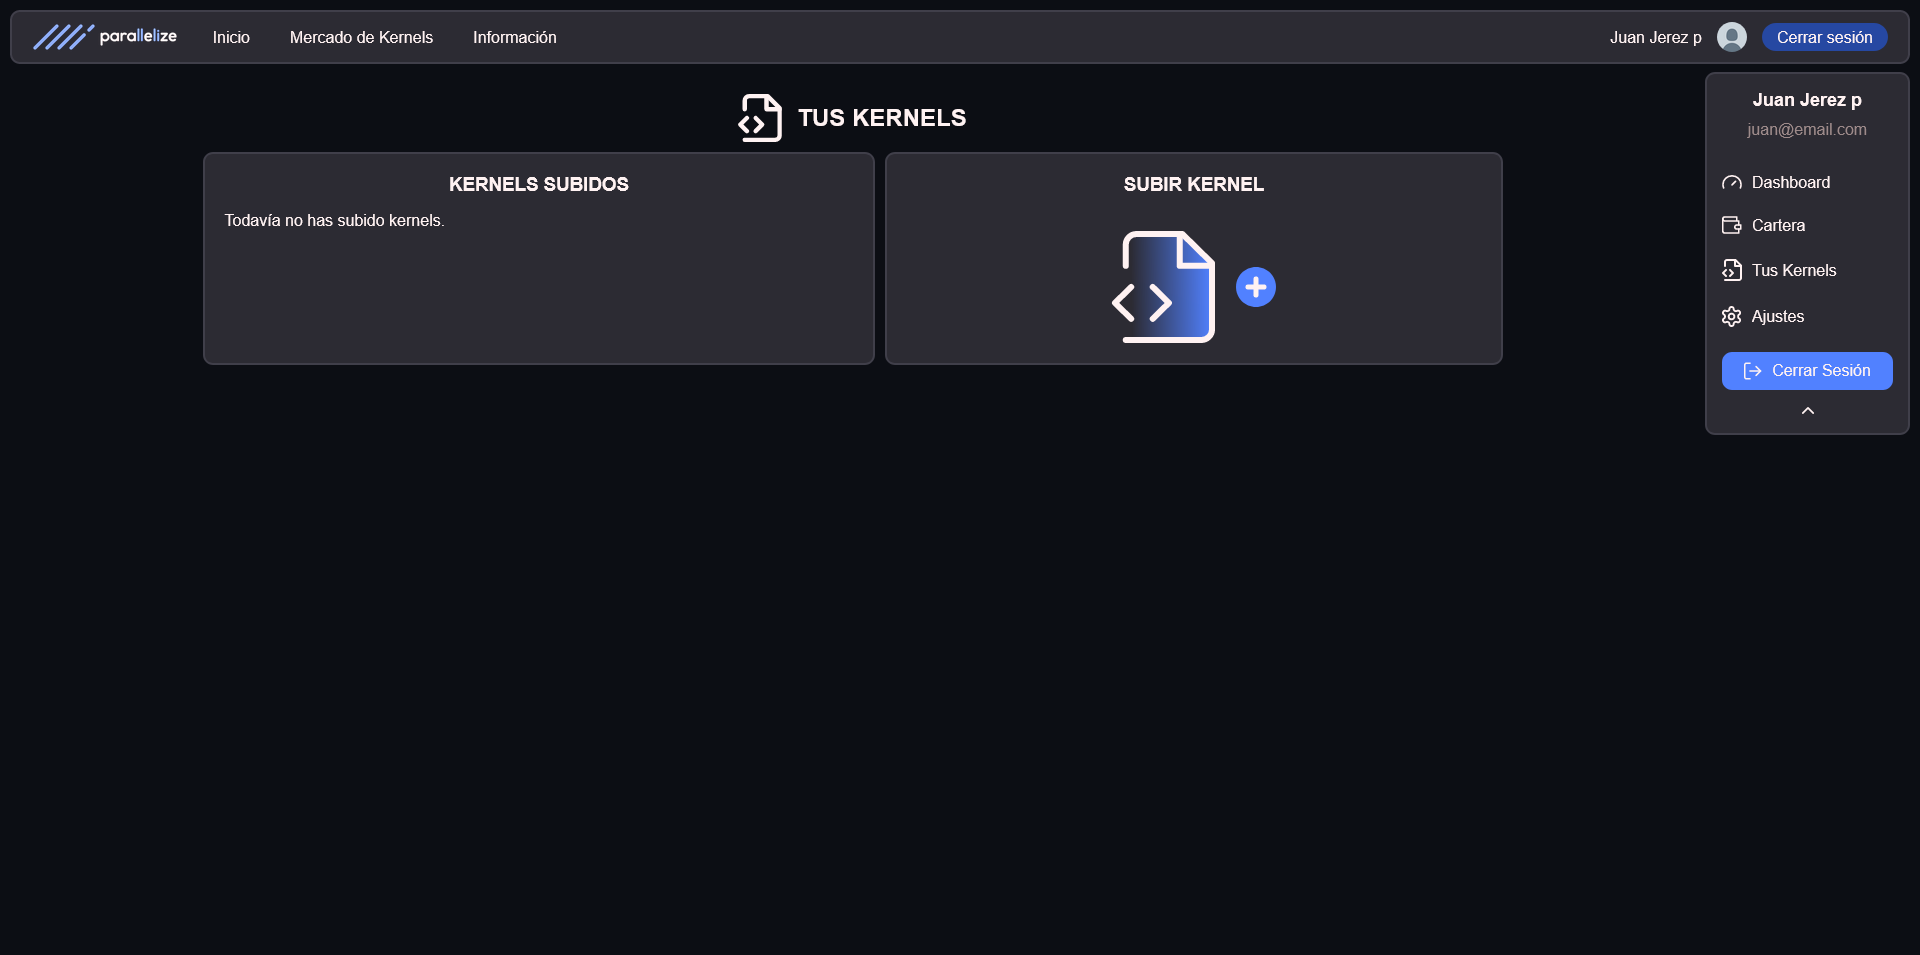 parallelize Inicio Mercado de Kernels Información Juan Jerez p Cerrar sesión
TUS KERNELS
KERNELS SUBIDOS
Todavía no has subido kernels.
SUBIR KERNEL
Juan Jerez p
juan@email.com
Dashboard
Cartera
Tus Kernels
Ajustes
Cerrar Sesión